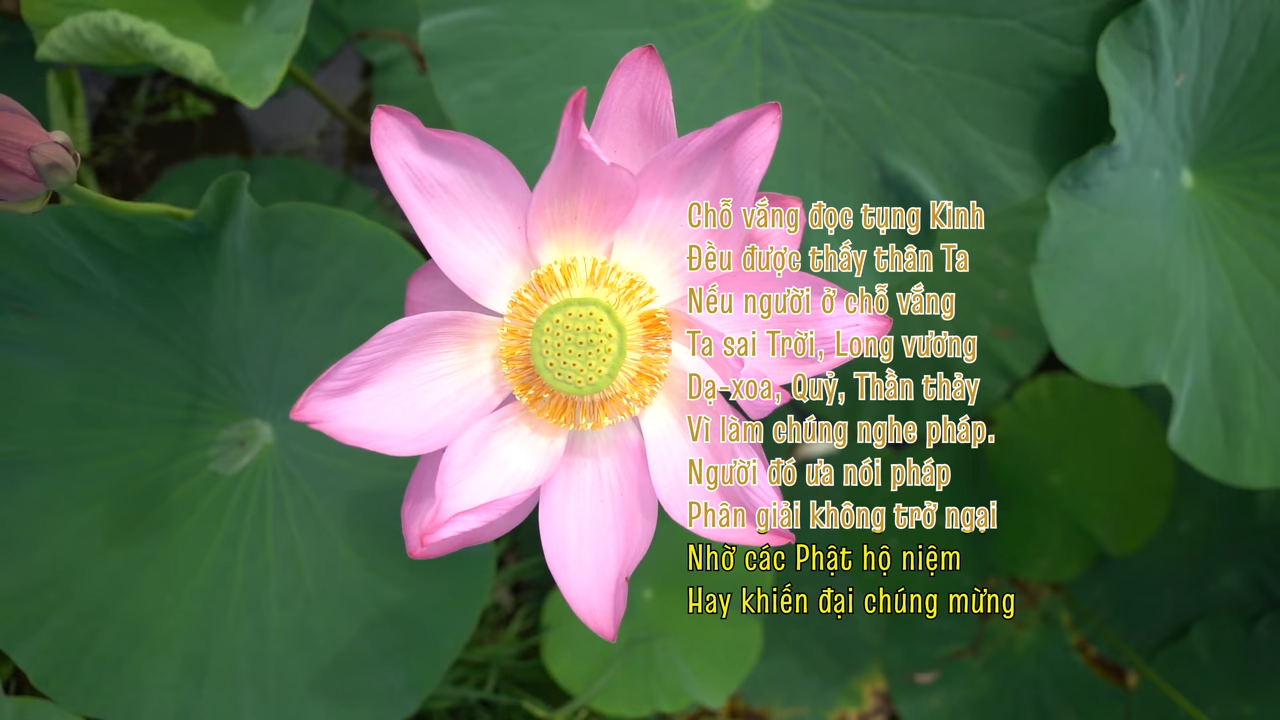 Chỗ vắng đọc tụng Kinh
Đều được thấy thân Ta
Nếu người ở chỗ vắng
Ta sai Trời, Long vương
Dạ-xoa, Quỷ, Thần thảy
Vì làm chúng nghe pháp.
Người đó ưa nói pháp
Phân giải không trở ngại
Nhờ các Phật hộ niệm
Hay khiến đại chúng mừng